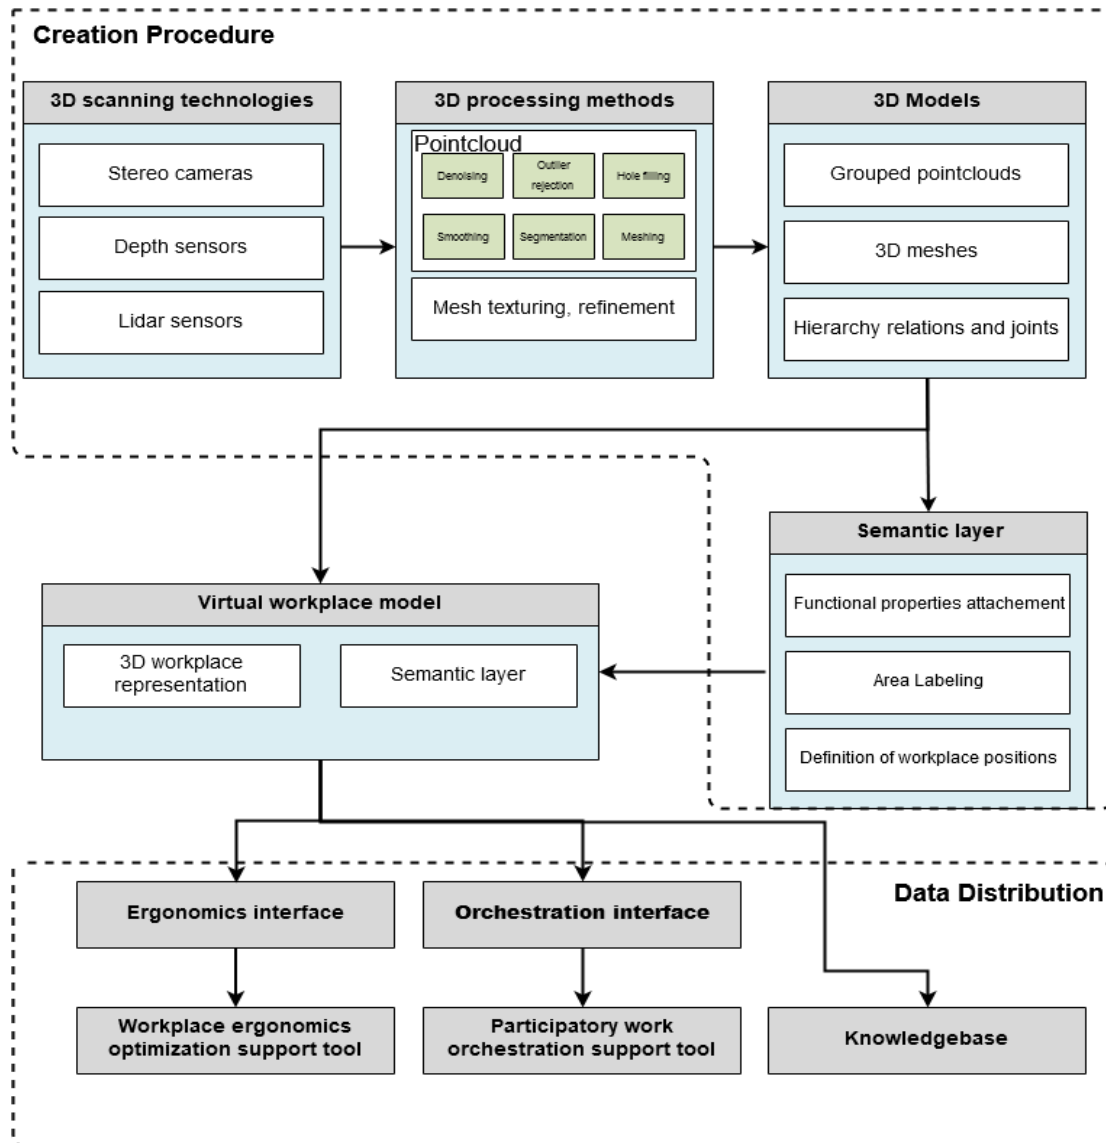 Creation Procedure
3D scanning technologies
Stereo cameras
Depth sensors
Lidar sensors
3D processing methods
Pointcloud
Denoising
Outlier
rejection
Hole filling
Smoothing
Segmentation
Meshing
Mesh texturing, refinement
3D Models
Grouped pointclouds
3D meshes
Hierarchy relations and joints
Semantic layer
Functional properties attachement
Area Labeling
Definition of workplace positions
Virtual workplace model
3D workplace
representation
Semantic layer
Data Distribution
Ergonomics interface
Orchestration interface
Workplace ergonomics
optimization support tool
Participatory work
orchestration support tool
Knowledgebase